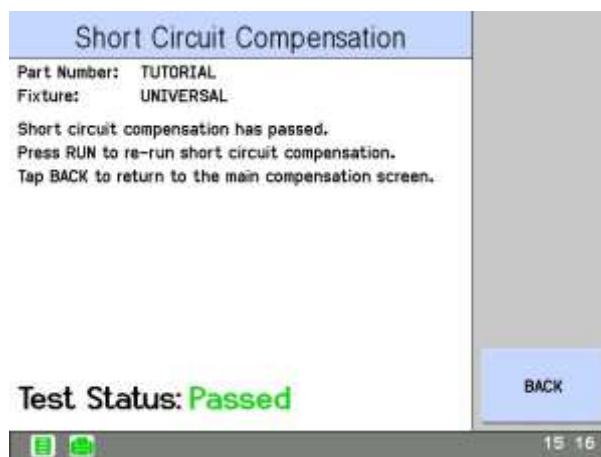 Short Circuit Compensation
Part Number: TUTORIAL
Fixture: UNIVERSAL
Short circuit compensation has passed.
Press RUN to re-run short circuit compensation.
Tap BACK to return to the main compensation screen.
Test Status: Passed
BACK
15 16